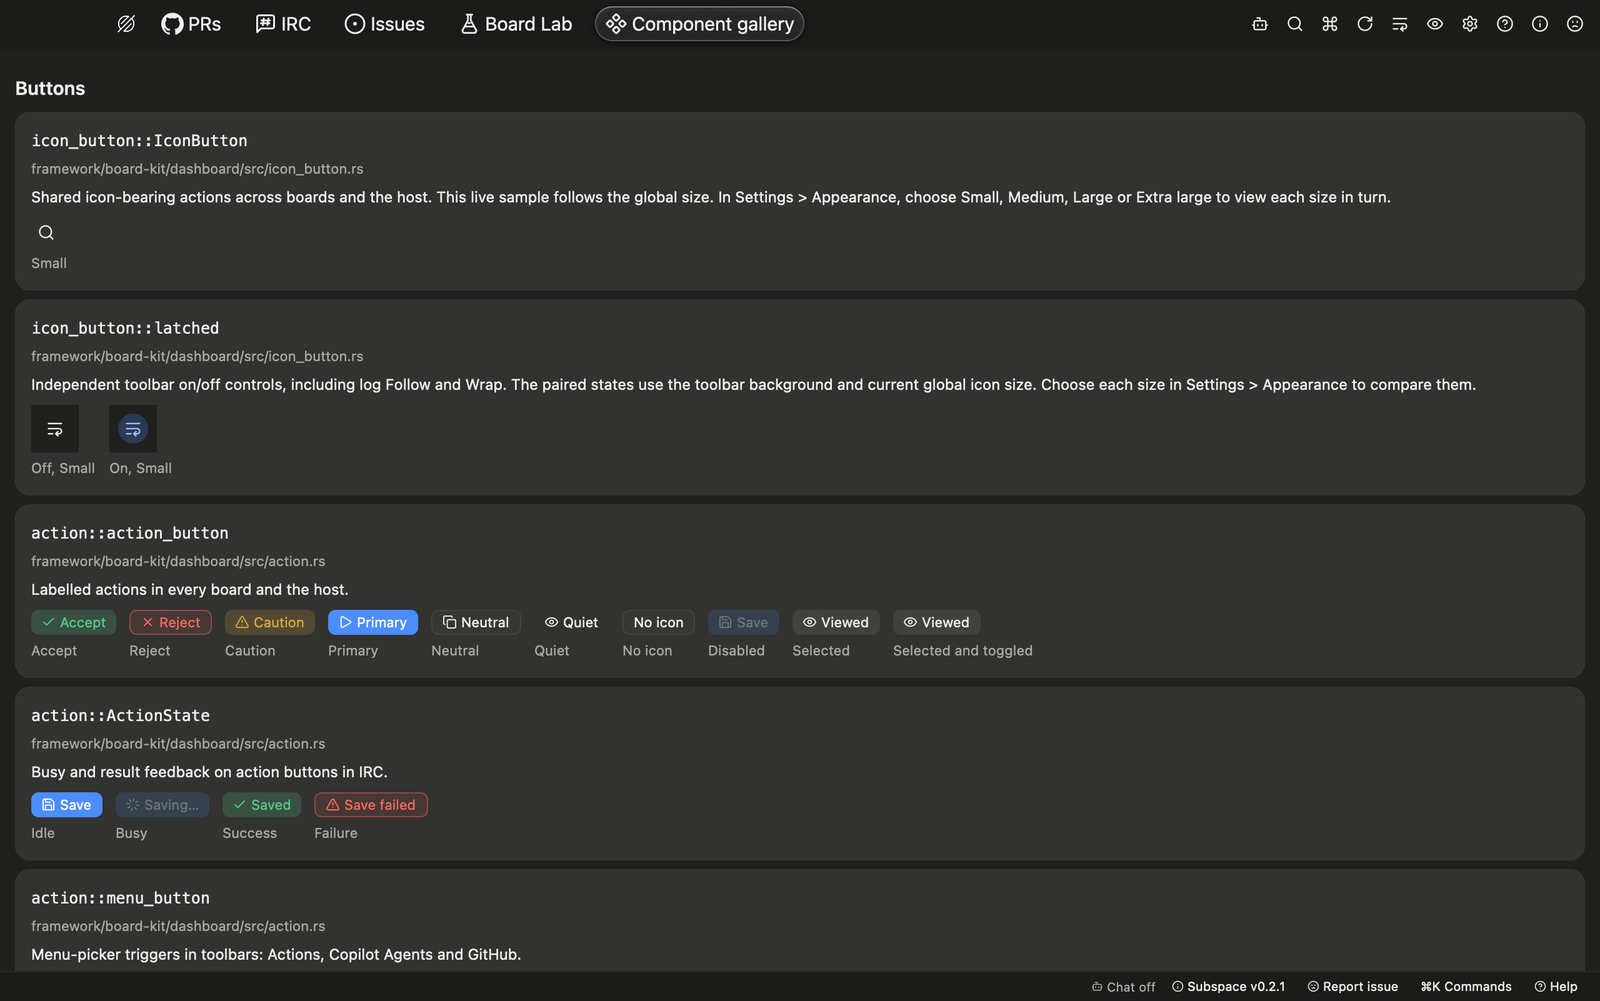 PRs IRC Issues Board Lab Component gallery
Buttons
icon_button::IconButton
framework/board-kit/dashboard/src/icon_button.rs
Shared icon-bearing actions across boards and the host. This live sample follows the global size. In Settings > Appearance, choose Small, Medium, Large or Extra large to view each size in turn.
Small
icon_button::latched
framework/board-kit/dashboard/src/icon_button.rs
Independent toolbar on/off controls, including log Follow and Wrap. The paired states use the toolbar background and current global icon size. Choose each size in Settings > Appearance to compare them.
Off, Small On, Small
action::action_button
framework/board-kit/dashboard/src/action.rs
Labelled actions in every board and the host.
Accept Reject Caution Primary Neutral Quiet No icon Save Viewed Viewed
Accept Reject Caution Primary Neutral Quiet No icon Disabled Selected Selected and toggled
action::ActionState
framework/board-kit/dashboard/src/action.rs
Busy and result feedback on action buttons in IRC.
Save Saving... Saved Save failed
Idle Busy Success Failure
action::menu_button
framework/board-kit/dashboard/src/action.rs
Menu-picker triggers in toolbars: Actions, Copilot Agents and GitHub.
Chat off Subspace v0.2.1 Report issue ⌘K Commands Help